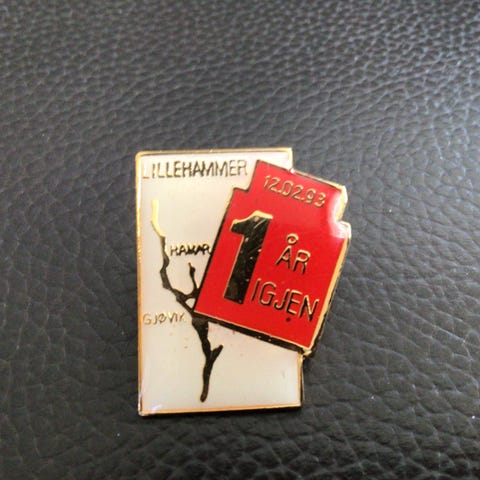 LILLEHAMMER
HAMAR
GJØVIK
12.02.93
1 ÅR
IGJEN